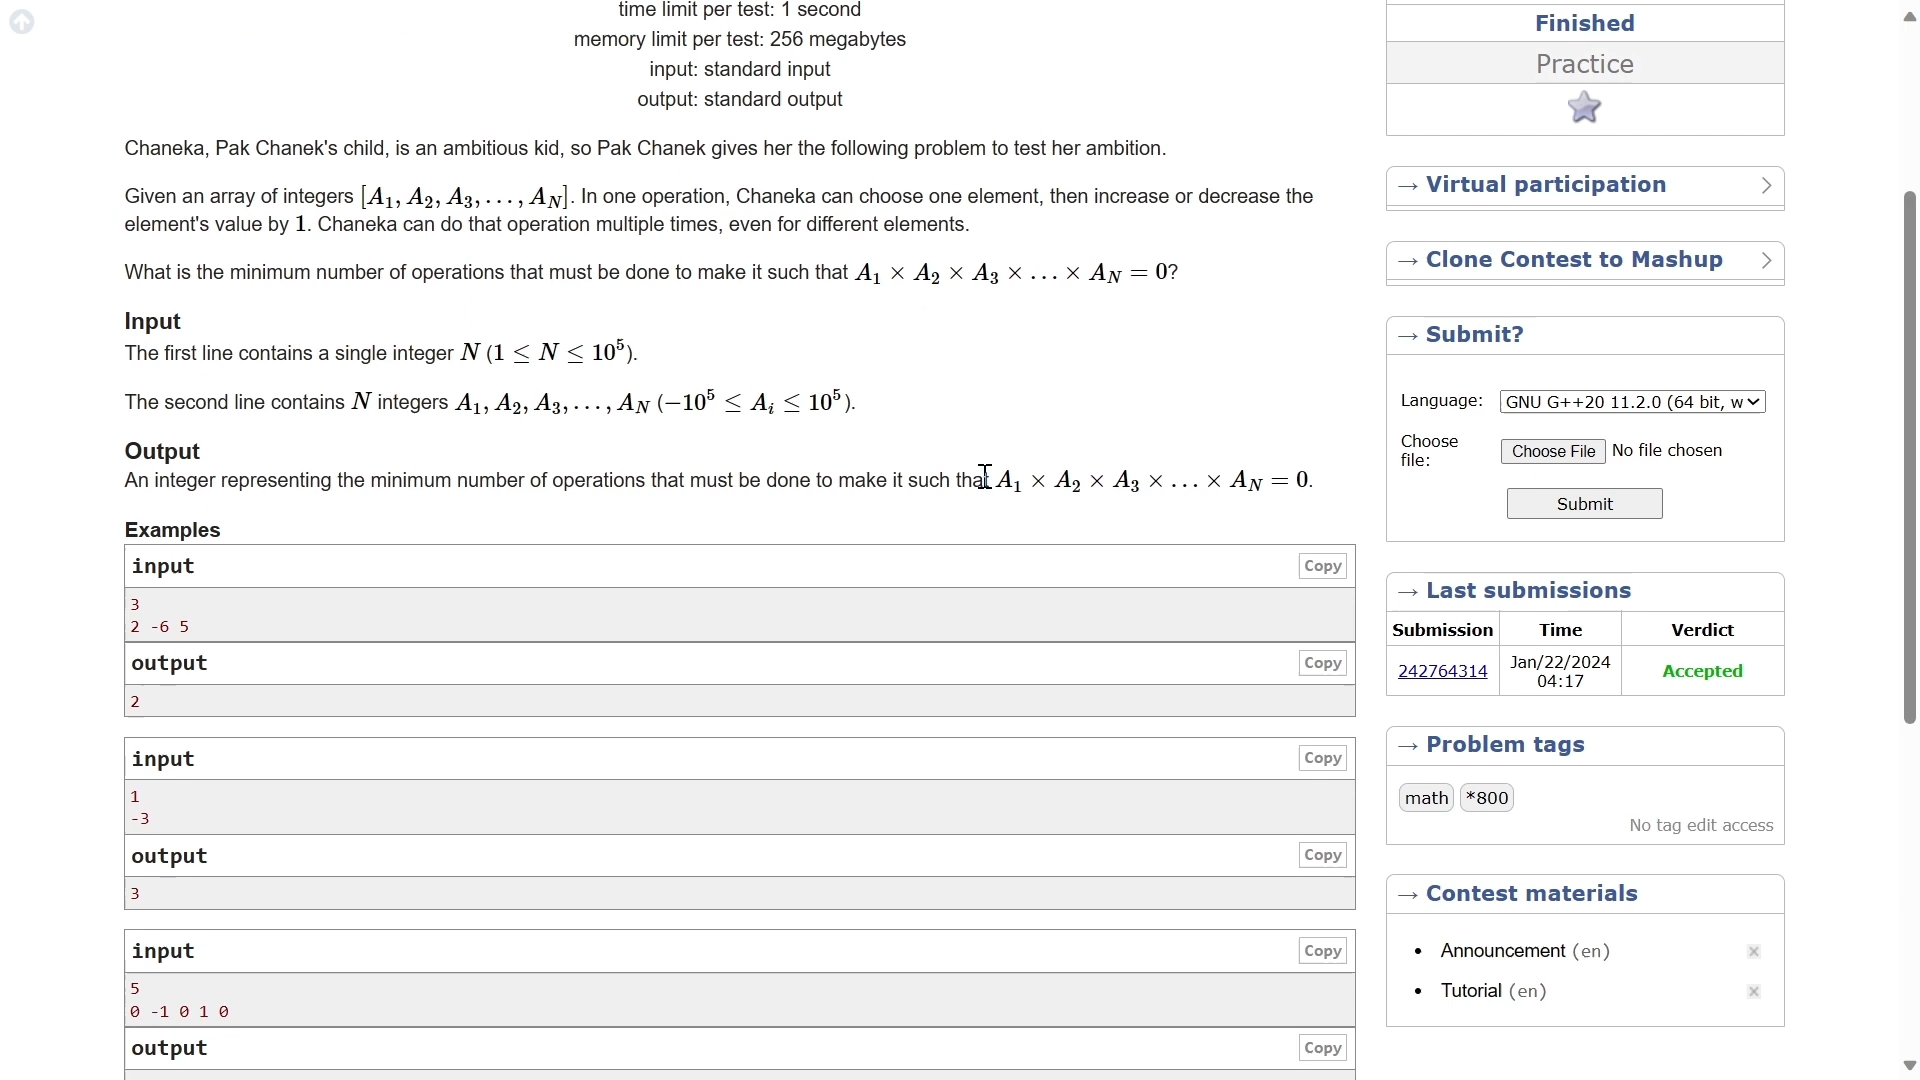 time limit per test: 1 second
memory limit per test: 256 megabytes
input: standard input
output: standard output
Chaneka, Pak Chanek's child, is an ambitious kid, so Pak Chanek gives her the following problem to test her ambition.
Given an array of integers [A₁, A₂, A₃, . . . , A_N]. In one operation, Chaneka can choose one element, then increase or decrease the
element's value by 1. Chaneka can do that operation multiple times, even for different elements.
What is the minimum number of operations that must be done to make it such that A₁ × A₂ × A₃ × . . . × A_N = 0?
Input
The first line contains a single integer N (1 ≤ N ≤ 10⁵).
The second line contains N integers A₁, A₂, A₃, . . . , A_N (−10⁵ ≤ A_i ≤ 10⁵).
Output
An integer representing the minimum number of operations that must be done to make it such that A₁ × A₂ × A₃ × . . . × A_N = 0.
Examples
input
Copy
3
2 -6 5
output
Copy
2
input
Copy
1
-3
output
Copy
3
input
Copy
5
0 -1 0 1 0
output
Copy
Finished
Practice
→ Virtual participation
→ Clone Contest to Mashup
→ Submit?
Language: GNU G++20 11.2.0 (64 bit, w
Choose file: Choose File No file chosen
Submit
→ Last submissions
Submission Time Verdict
242764314 Jan/22/2024 04:17 Accepted
→ Problem tags
math *800
No tag edit access
→ Contest materials
• Announcement (en)
• Tutorial (en)